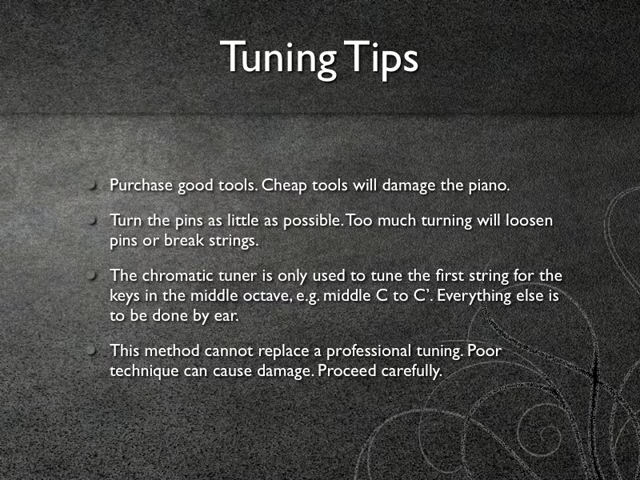 Tuning Tips
Purchase good tools. Cheap tools will damage the piano.
Turn the pins as little as possible. Too much turning will loosen
pins or break strings.
The chromatic tuner is only used to tune the first string for the
keys in the middle octave, e.g. middle C to C'. Everything else is
to be done by ear.
This method cannot replace a professional tuning. Poor
technique can cause damage. Proceed carefully.